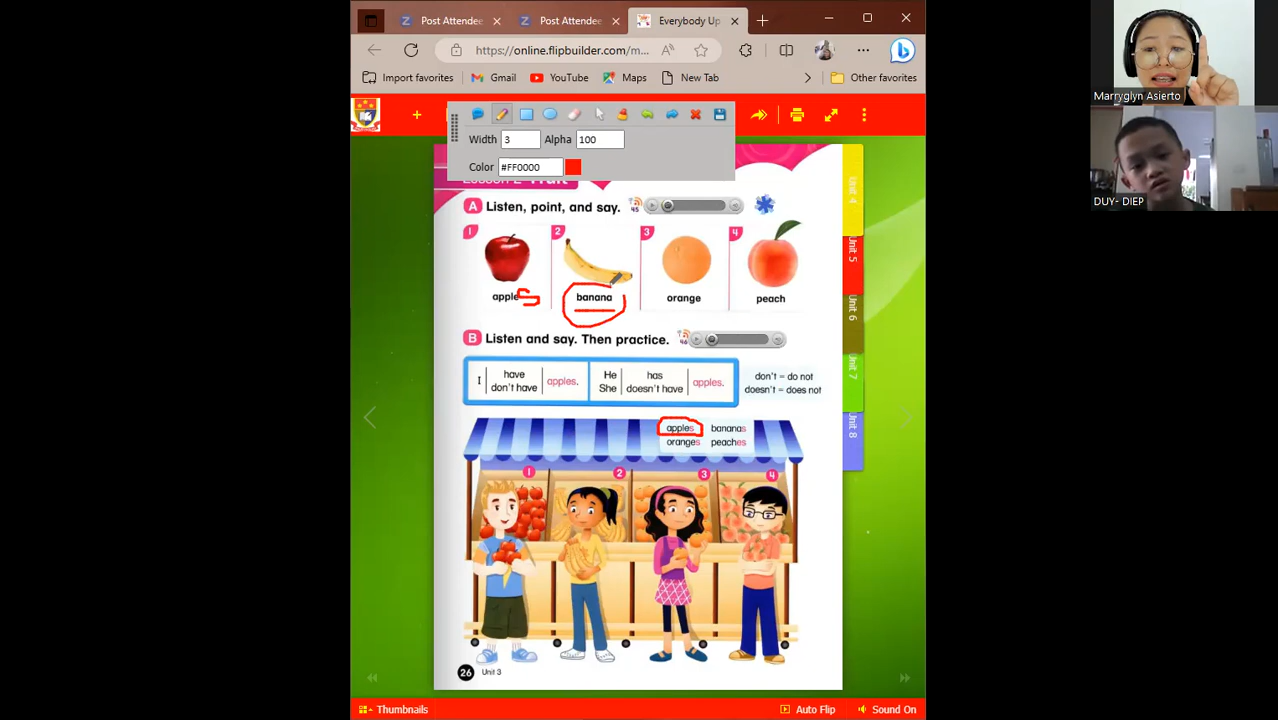 Post Attendee
Post Attendee
Everybody Up
https://online.flipbuilder.com/m...
Import favorites
Gmail
YouTube
Maps
New Tab
Other favorites
Width 3 Alpha 100
Color #FF0000
Fruit
A Listen, point, and say. 45
1 2 3 4
apples banana orange peach
B Listen and say. Then practice. 46
I have don't have apples.
He She has doesn't have apples.
don't = do not
doesn't = does not
apples bananas
oranges peaches
1 2 3 4
26 Unit 3
Unit 4
Unit 5
Unit 6
Unit 7
Unit 8
Thumbnails
Auto Flip
Sound On
Marryglyn Asierto
DUY- DIEP